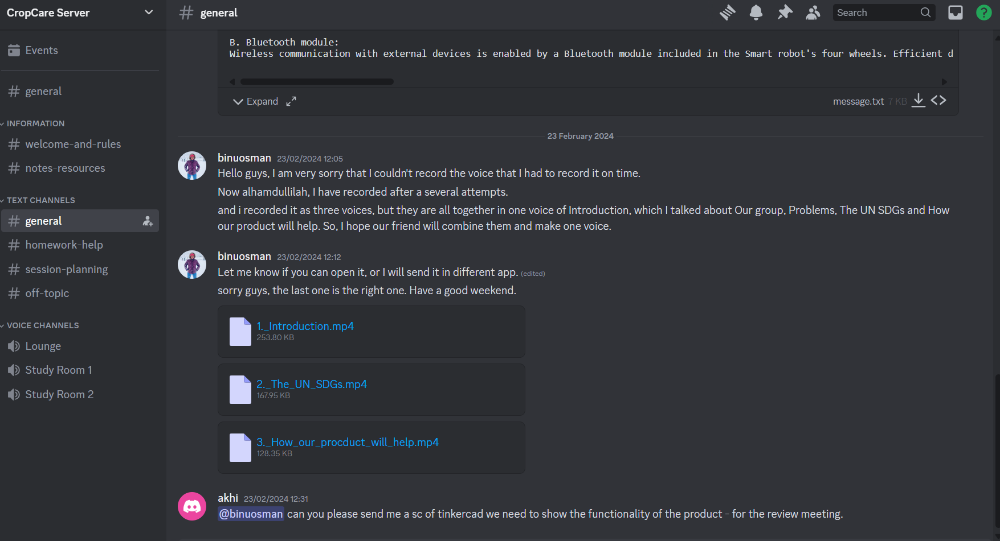 CropCare Server
Events
general
INFORMATION
welcome-and-rules
notes-resources
TEXT CHANNELS
general
homework-help
session-planning
off-topic
VOICE CHANNELS
Lounge
Study Room 1
Study Room 2
general
Search
?
B. Bluetooth module:
Wireless communication with external devices is enabled by a Bluetooth module included in the Smart robot's four wheels. Efficient d
Expand
message.txt 7 KB
23 February 2024
binuosman 23/02/2024 12:05
Hello guys, I am very sorry that I couldn't record the voice that I had to record it on time.
Now alhamdullilah, I have recorded after a several attempts.
and i recorded it as three voices, but they are all together in one voice of Introduction, which I talked about Our group, Problems, The UN SDGs and How
our product will help. So, I hope our friend will combine them and make one voice.
binuosman 23/02/2024 12:12
Let me know if you can open it, or I will send it in different app. (edited)
sorry guys, the last one is the right one. Have a good weekend.
1._Introduction.mp4
253.80 KB
2._The_UN_SDGs.mp4
167.95 KB
3._How_our_procduct_will_help.mp4
128.35 KB
akhi 23/02/2024 12:31
@binuosman can you please send me a sc of tinkercad we need to show the functionality of the product - for the review meeting.